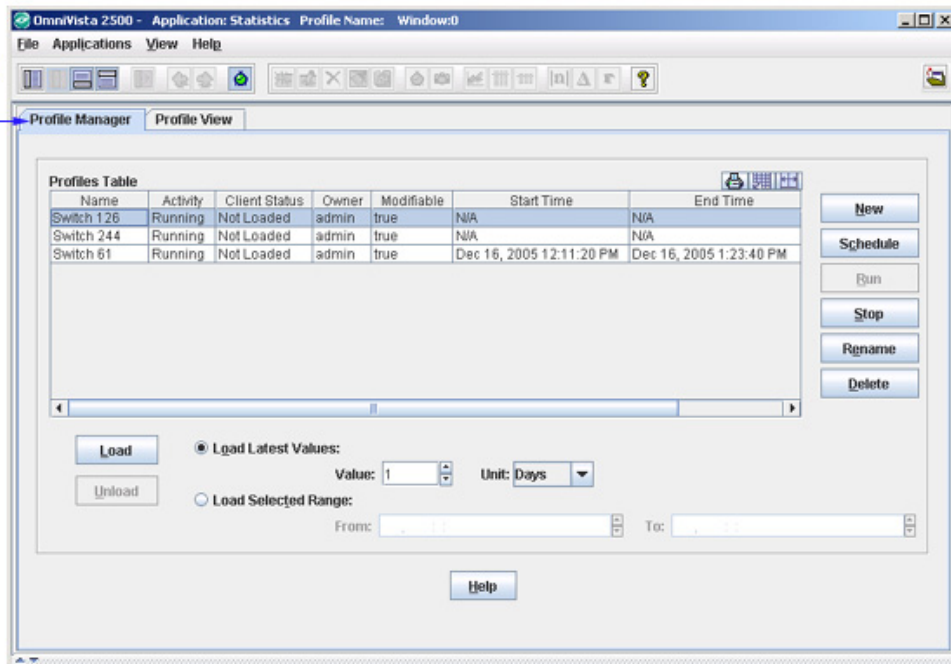 OmniVista 2500 - Application: Statistics Profile Name: Window:0
File Applications View Help
Profile Manager Profile View
Profiles Table
Name Activity Client Status Owner Modifiable Start Time End Time
Switch 126 Running Not Loaded admin true N/A N/A
Switch 244 Running Not Loaded admin true N/A N/A
Switch 61 Running Not Loaded admin true Dec 16, 2005 12:11:20 PM Dec 16, 2005 1:23:40 PM
New
Schedule
Run
Stop
Rename
Delete
Load
Load Latest Values:
Value: 1 Unit: Days
Unload
Load Selected Range:
From: , : : To: , : :
Help